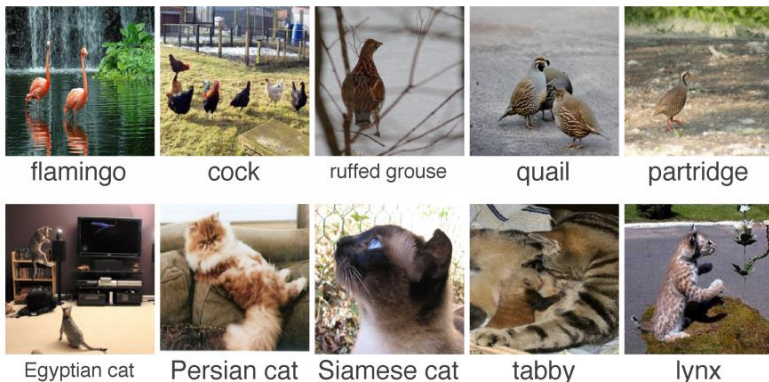 flamingo
cock
ruffed grouse
quail
partridge
Egyptian cat
Persian cat
Siamese cat
tabby
lynx